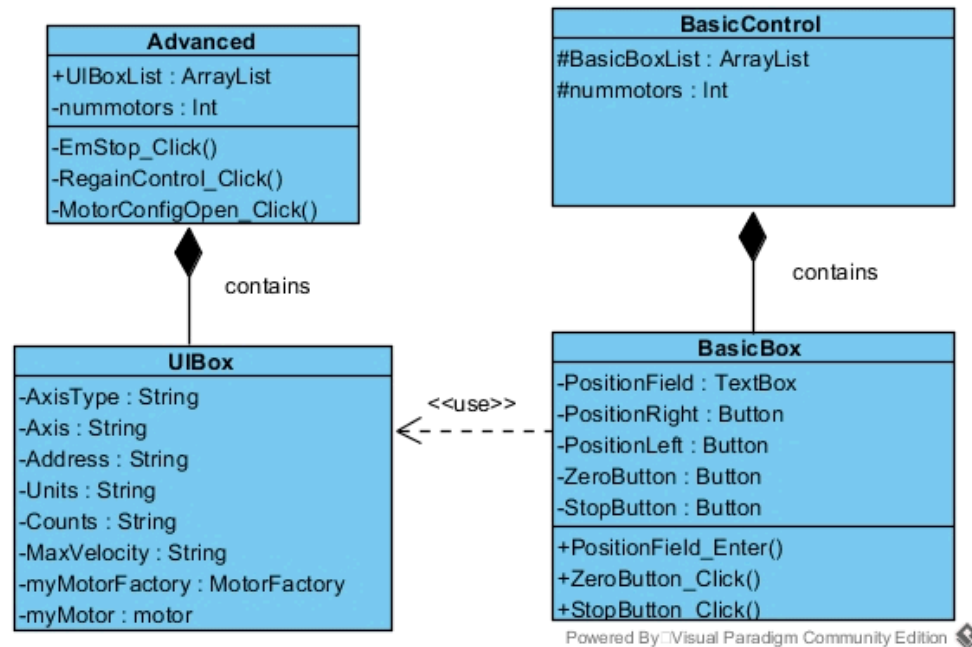 Advanced
+UIBoxList : ArrayList
-nummotors : Int
-EmStop_Click()
-RegainControl_Click()
-MotorConfigOpen_Click()
BasicControl
#BasicBoxList : ArrayList
#nummotors : Int
contains
contains
UIBox
-AxisType : String
-Axis : String
-Address : String
-Units : String
-Counts : String
-MaxVelocity : String
-myMotorFactory : MotorFactory
-myMotor : motor
<<use>>
BasicBox
-PositionField : TextBox
-PositionRight : Button
-PositionLeft : Button
-ZeroButton : Button
-StopButton : Button
+PositionField_Enter()
+ZeroButton_Click()
+StopButton_Click()
Powered By□Visual Paradigm Community Edition